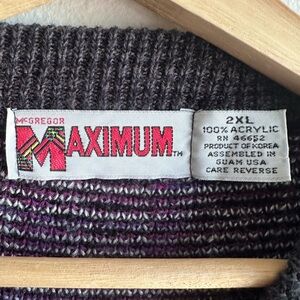 McGREGOR
MAXIMUM TM
2XL
100% ACRYLIC
RN 46652
PRODUCT OF KOREA
ASSEMBLED IN
GUAM USA
CARE REVERSE